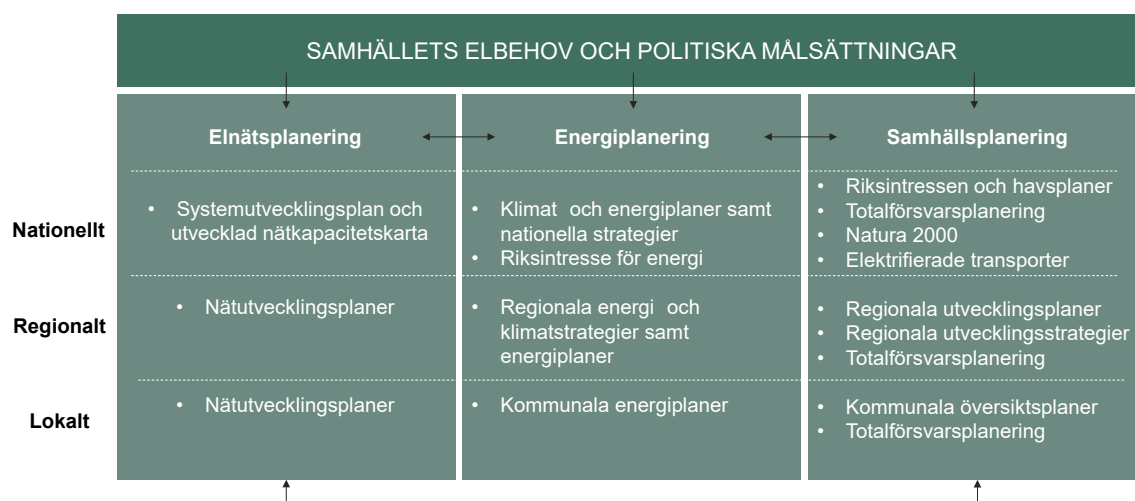 SAMHÄLLETS ELBEHOV OCH POLITISKA MÅLSÄTTNINGAR
Elnätsplanering
Energiplanering
Samhällsplanering
Nationellt
• Systemutvecklingsplan och
utvecklad nätkapacitetskarta
• Klimat och energiplaner samt
nationella strategier
• Riksintresse för energi
• Riksintressen och havsplaner
• Totalförsvarsplanering
• Natura 2000
• Elektrifierade transporter
Regionalt
• Nätutvecklingsplaner
• Regionala energi och
klimatstrategier samt
energiplaner
• Regionala utvecklingsplaner
• Regionala utvecklingsstrategier
• Totalförsvarsplanering
Lokalt
• Nätutvecklingsplaner
• Kommunala energiplaner
• Kommunala översiktsplaner
• Totalförsvarsplanering